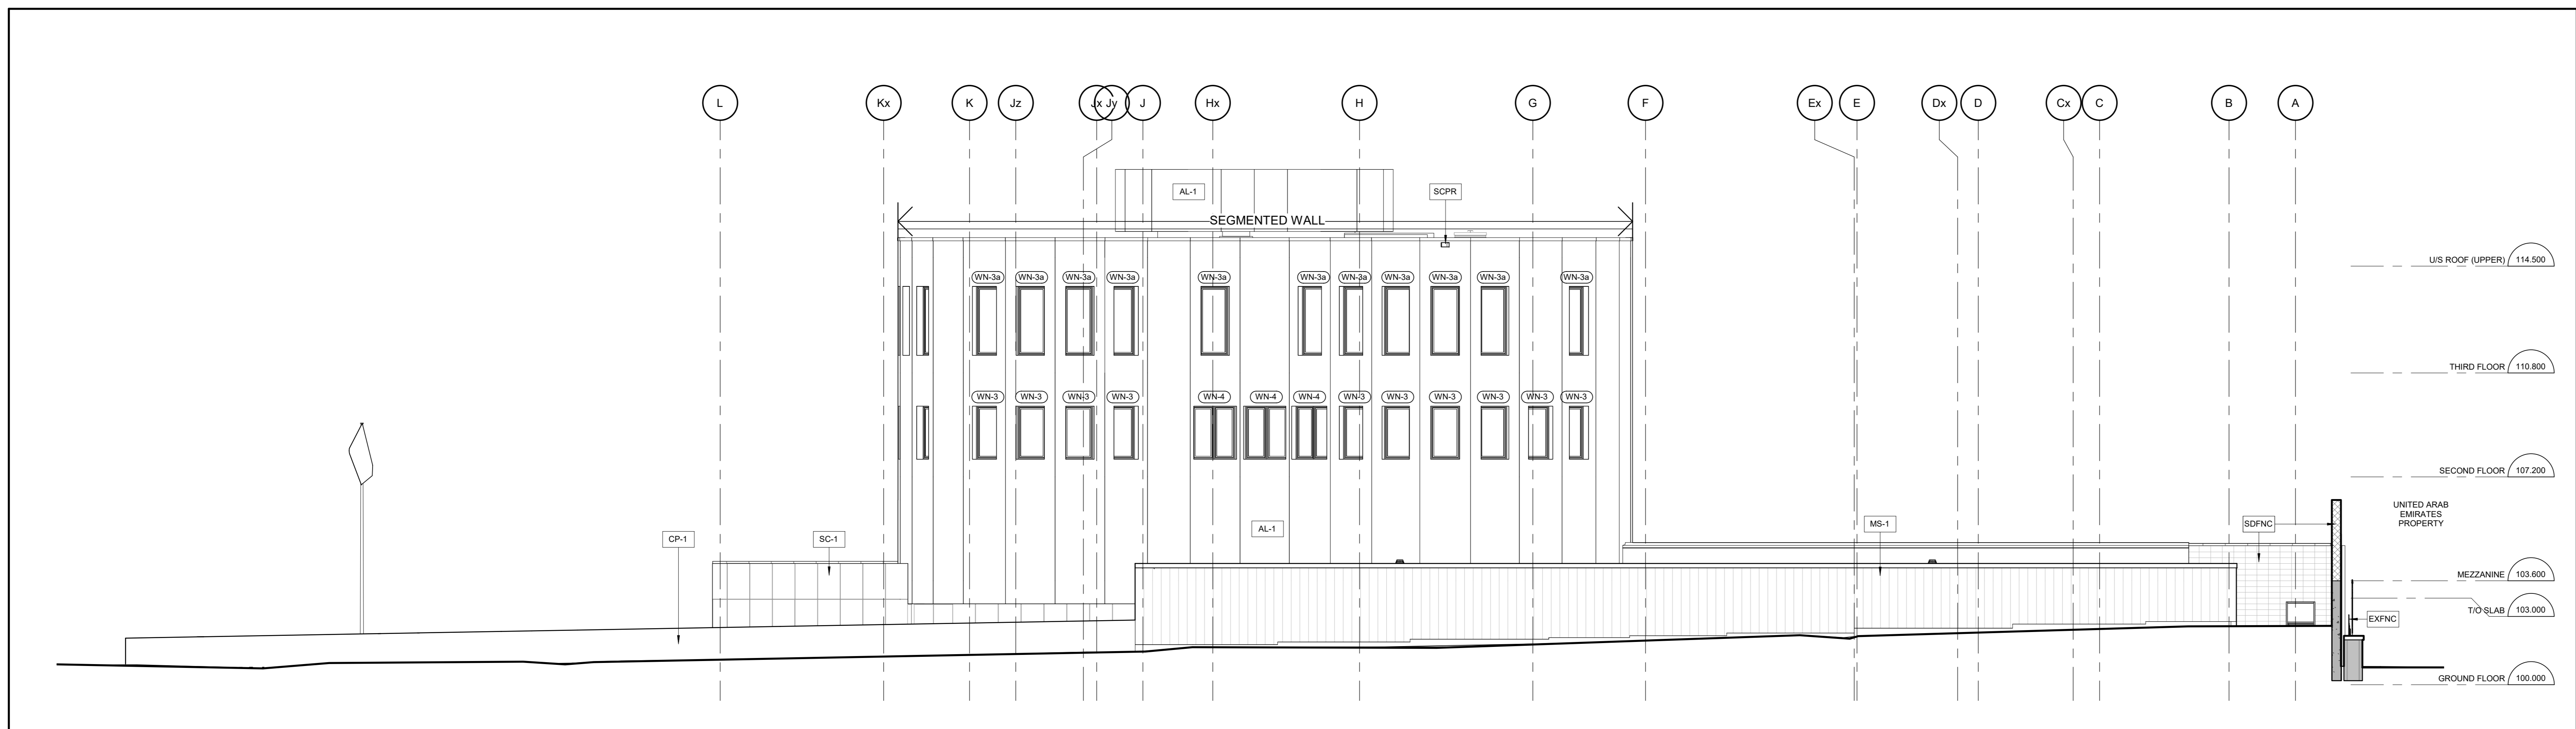 L Kx K Jz Jx Jy J Hx H G F Ex E Dx D Cx C B A
AL-1 SCPR
SEGMENTED WALL
U/S ROOF (UPPER) 114.500
WN-3a WN-3a WN-3a WN-3a WN-3a WN-3a WN-3a WN-3a WN-3a WN-3a WN-3a
THIRD FLOOR 110.800
WN-3 WN-3 WN-3 WN-3 WN-4 WN-4 WN-4 WN-3 WN-3 WN-3 WN-3 WN-3 WN-3
SECOND FLOOR 107.200
UNITED ARAB
EMIRATES
PROPERTY
CP-1 SC-1 AL-1 MS-1 SDFNC
MEZZANINE 103.600
T/O SLAB 103.000
EXFNC
GROUND FLOOR 100.000